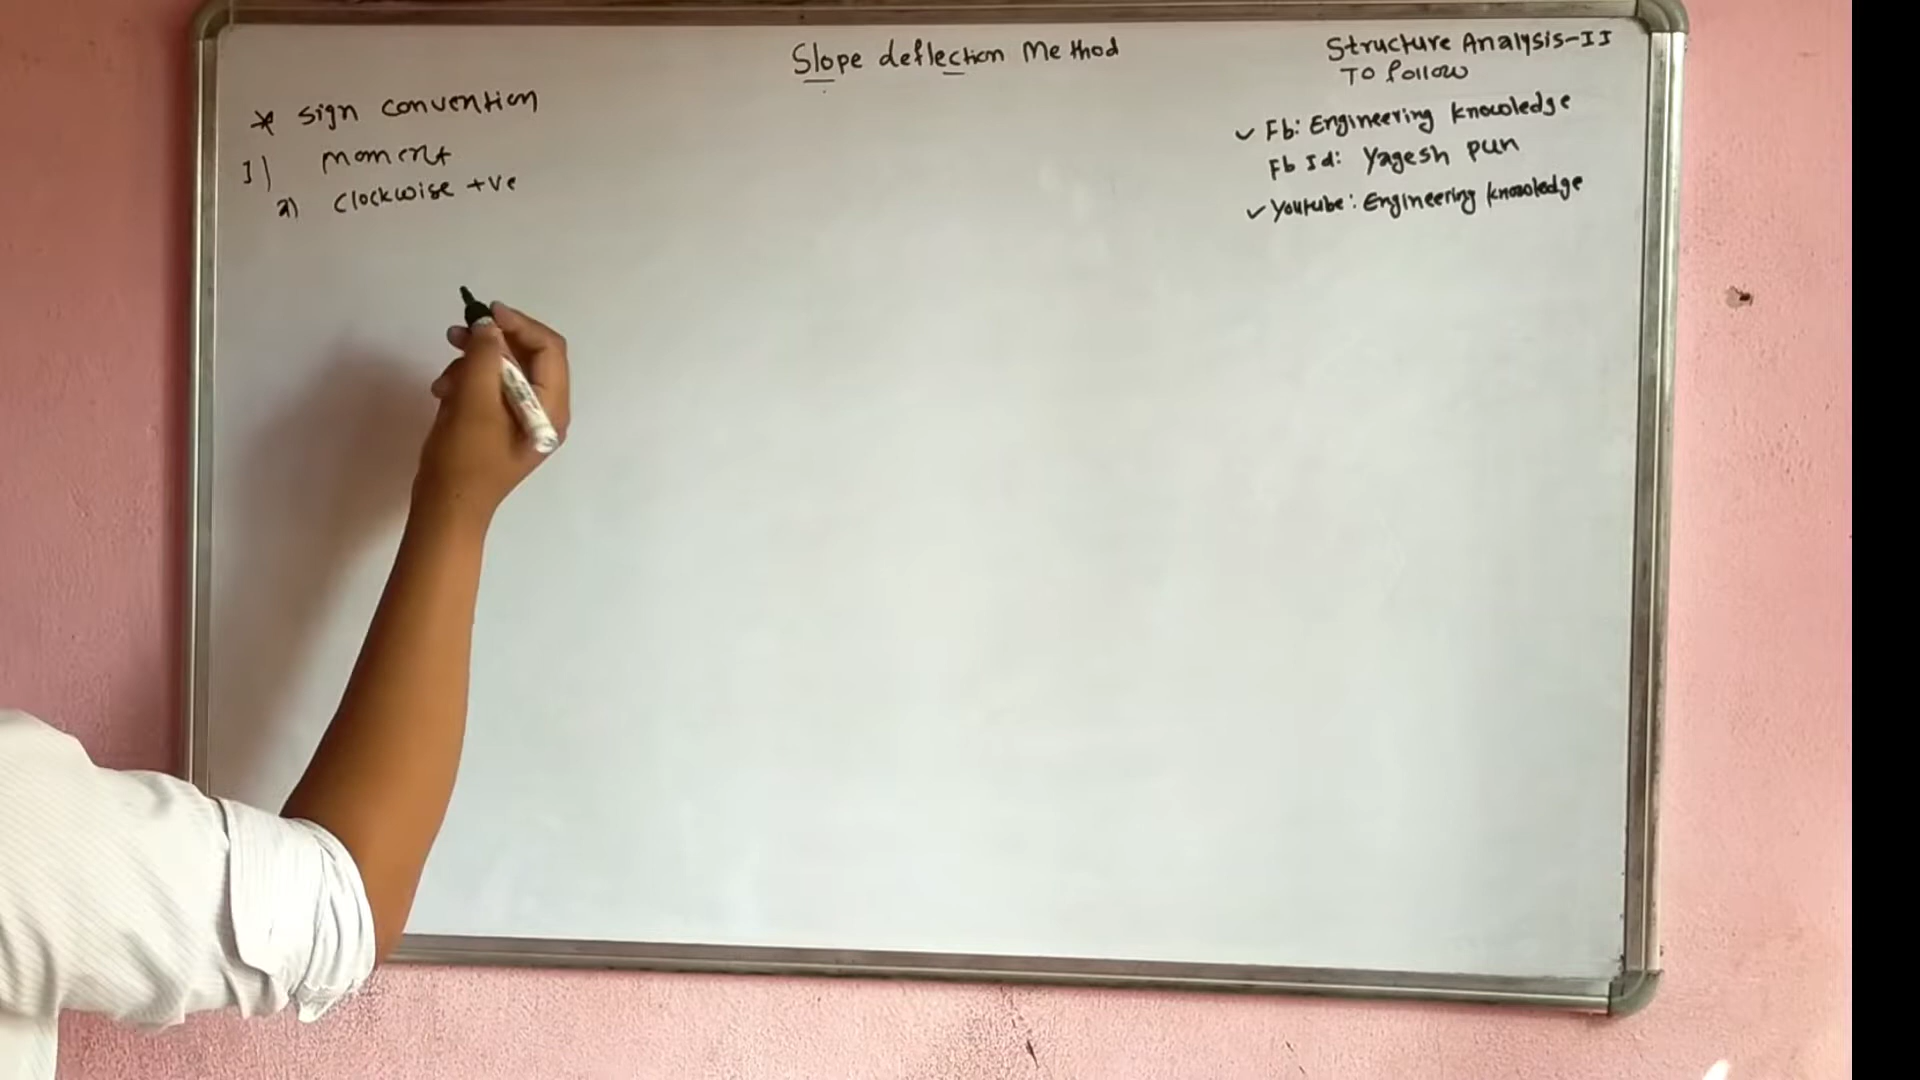 Slope deflection Method
Structure Analysis-II
To follow
* sign convention
I) moment
a) clockwise +ve
✓ Fb: Engineering knowledge
Fb Id: Yagesh pun
✓ Youtube: Engineering knowledge